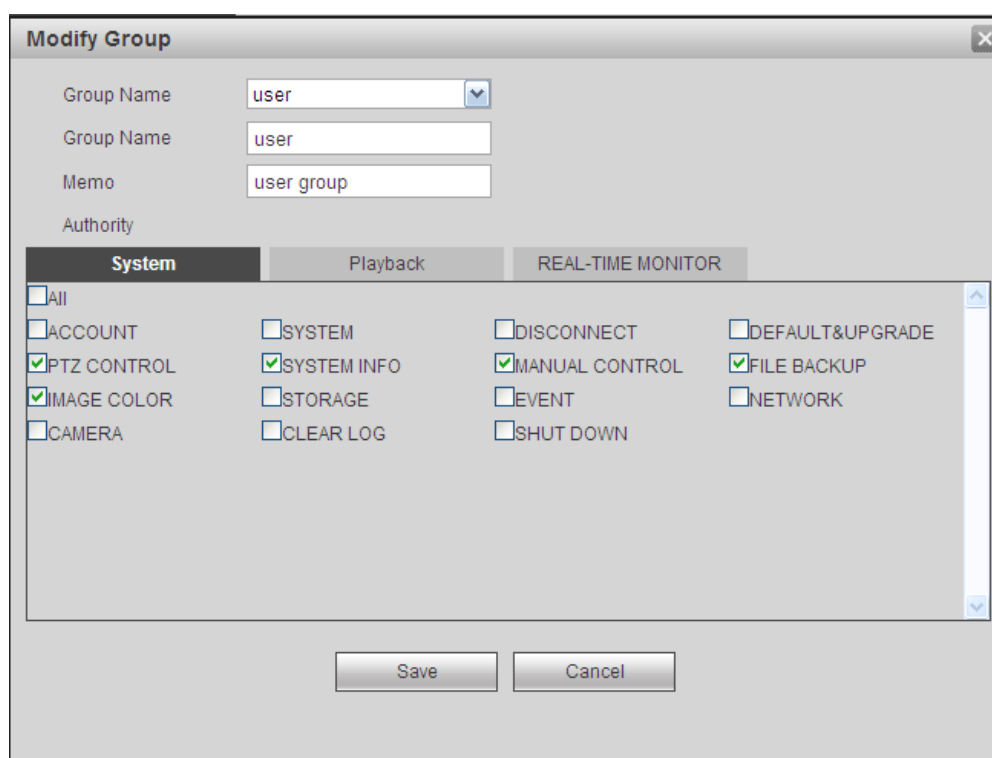 Modify Group
Group Name user
Group Name user
Memo user group
Authority
System Playback REAL-TIME MONITOR
All
ACCOUNT SYSTEM DISCONNECT DEFAULT&UPGRADE
PTZ CONTROL SYSTEM INFO MANUAL CONTROL FILE BACKUP
IMAGE COLOR STORAGE EVENT NETWORK
CAMERA CLEAR LOG SHUT DOWN
Save Cancel